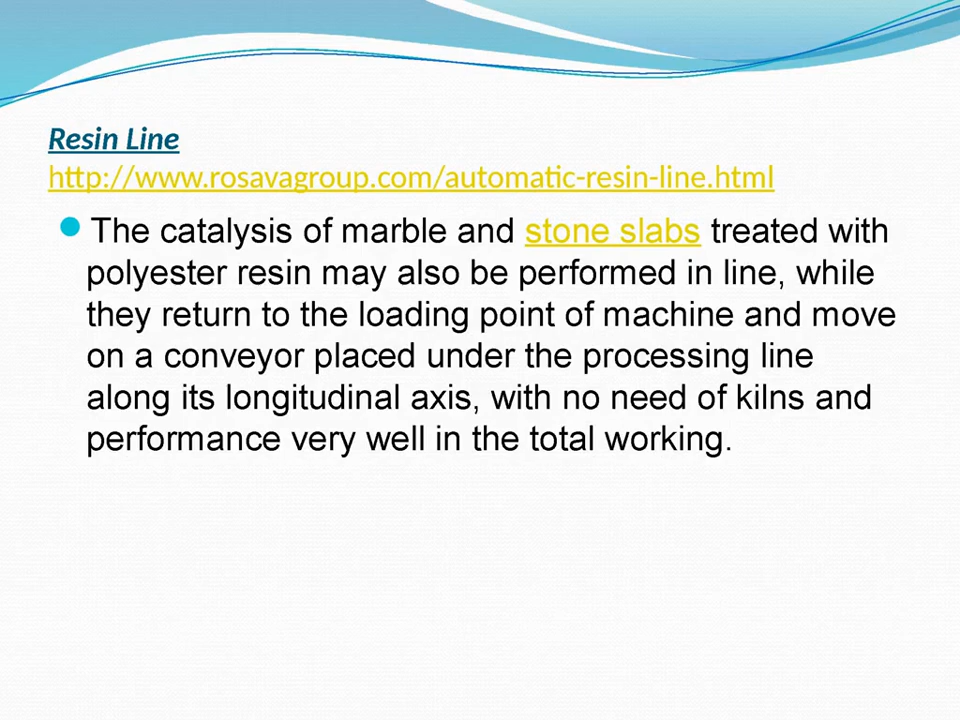 Resin Line
http://www.rosavagroup.com/automatic-resin-line.html
The catalysis of marble and stone slabs treated with
polyester resin may also be performed in line, while
they return to the loading point of machine and move
on a conveyor placed under the processing line
along its longitudinal axis, with no need of kilns and
performance very well in the total working.